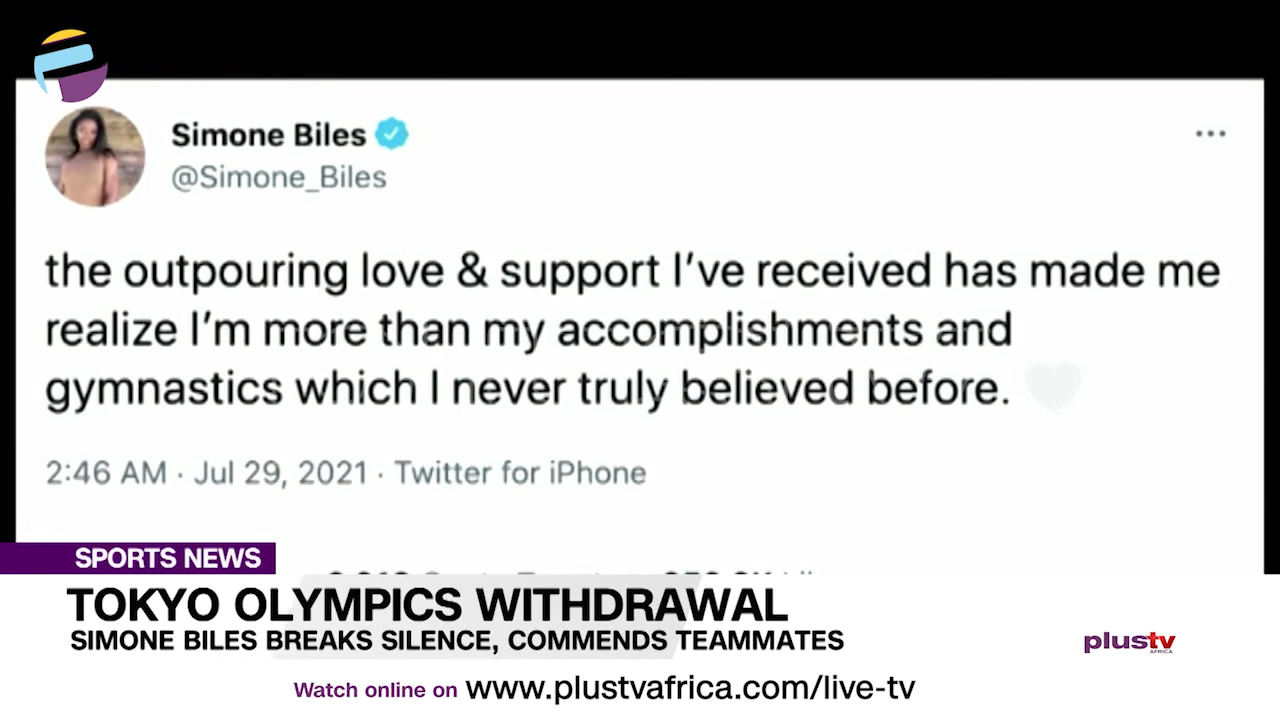 Simone Biles
@Simone_Biles
the outpouring love & support I've received has made me
realize I'm more than my accomplishments and
gymnastics which I never truly believed before.
2:46 AM · Jul 29, 2021 · Twitter for iPhone
SPORTS NEWS
TOKYO OLYMPICS WITHDRAWAL
SIMONE BILES BREAKS SILENCE, COMMENDS TEAMMATES
plustv
AFRICA
Watch online on www.plustvafrica.com/live-tv